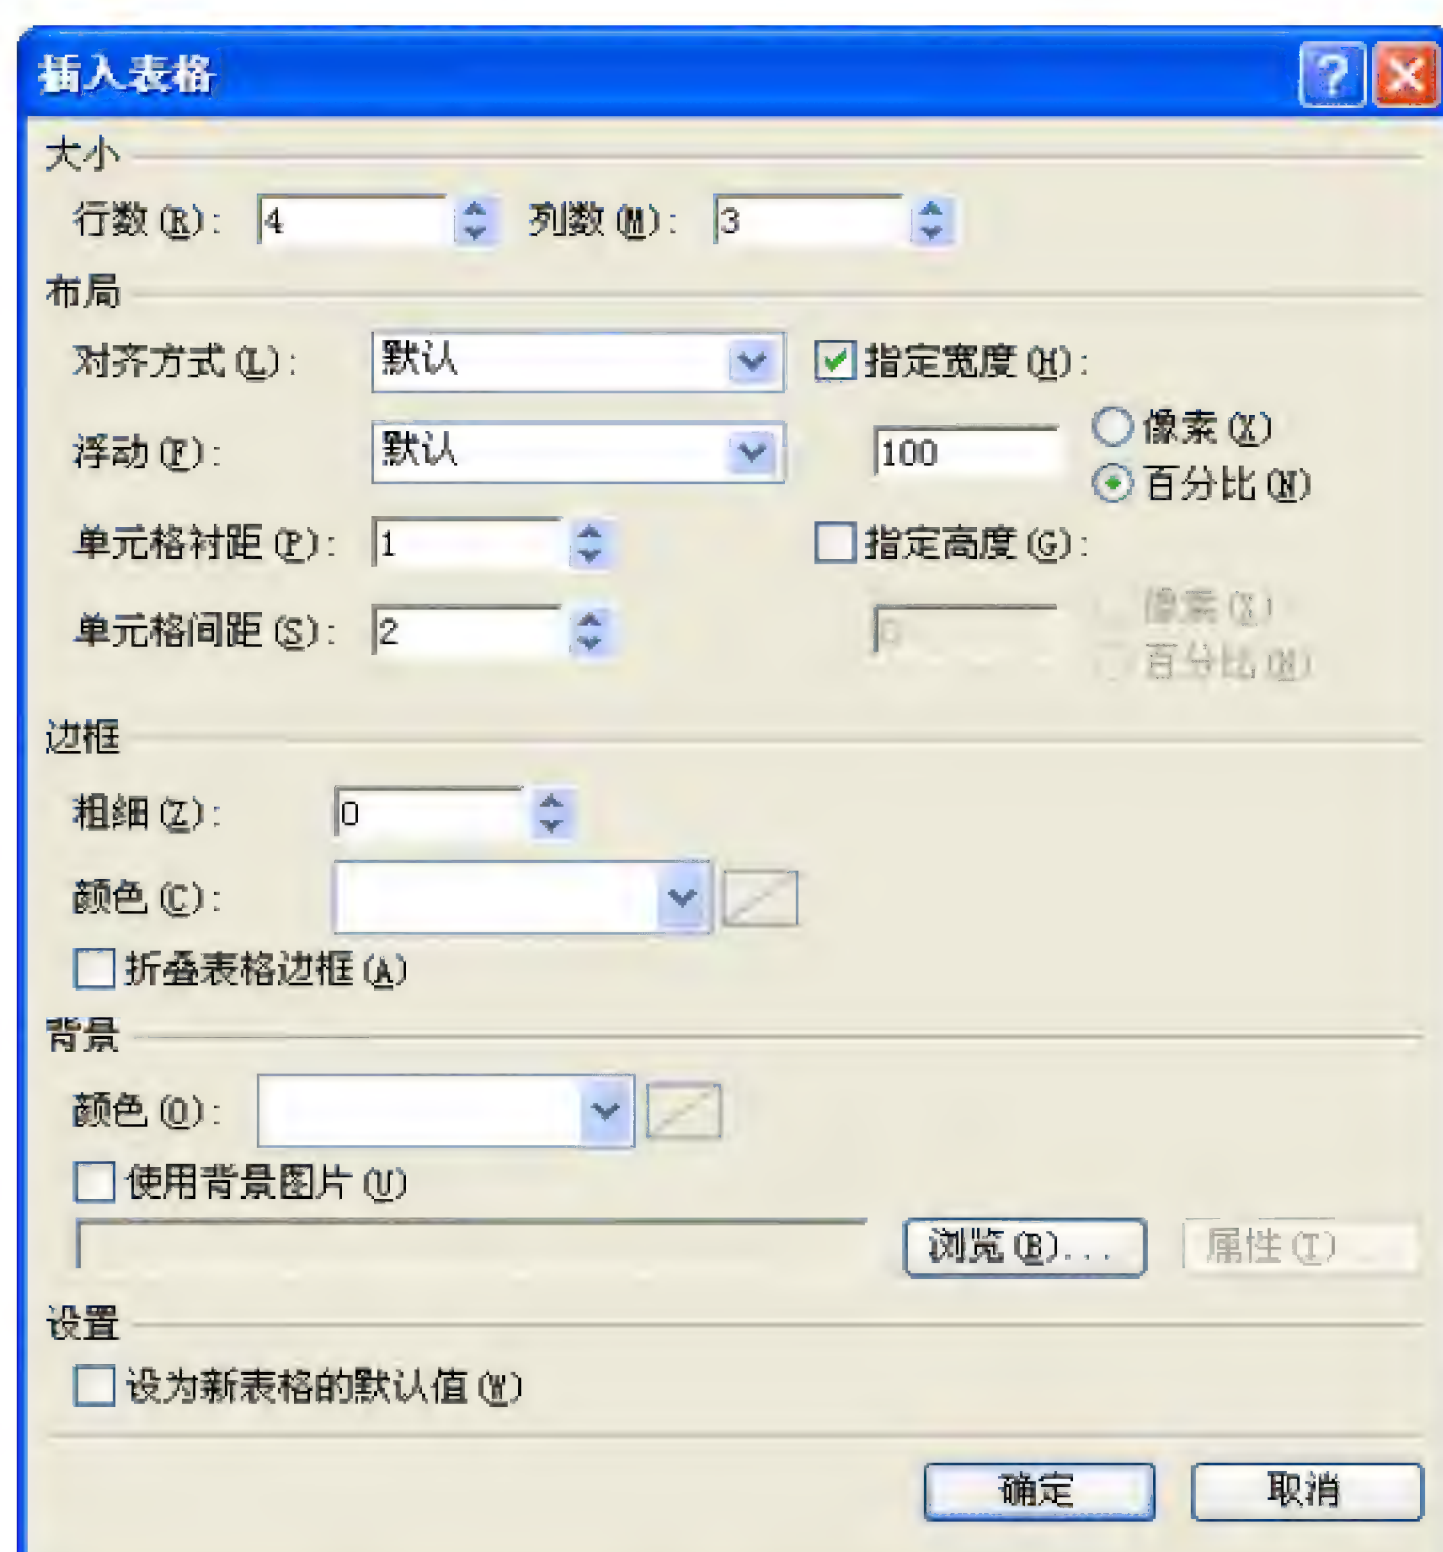 插入表格
大小
行数(R): 4 列数(M): 3
布局
对齐方式(L): 默认 指定宽度(H):
浮动(F): 默认 100 像素(X)
百分比(N)
单元格衬距(P): 1 指定高度(G):
单元格间距(S): 2 0 像素(X)
百分比(N)
边框
粗细(Z): 0
颜色(C):
折叠表格边框(A)
背景
颜色(O):
使用背景图片(U)
浏览(B)... 属性(T)
设置
设为新表格的默认值(W)
确定 取消